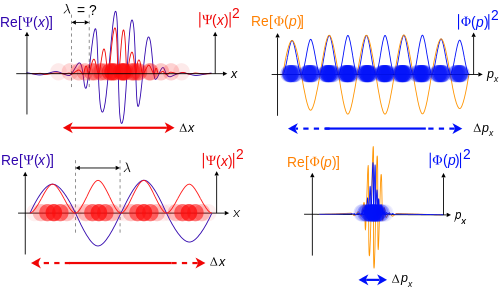 Re[Ψ(x)] λ = ? |Ψ(x)|² x
Δx
Re[Φ(p)] |Φ(p)|² pₓ
Δpₓ
Re[Ψ(x)] λ |Ψ(x)|² x
Δx
Re[Φ(p)] |Φ(p)|² pₓ
Δpₓ